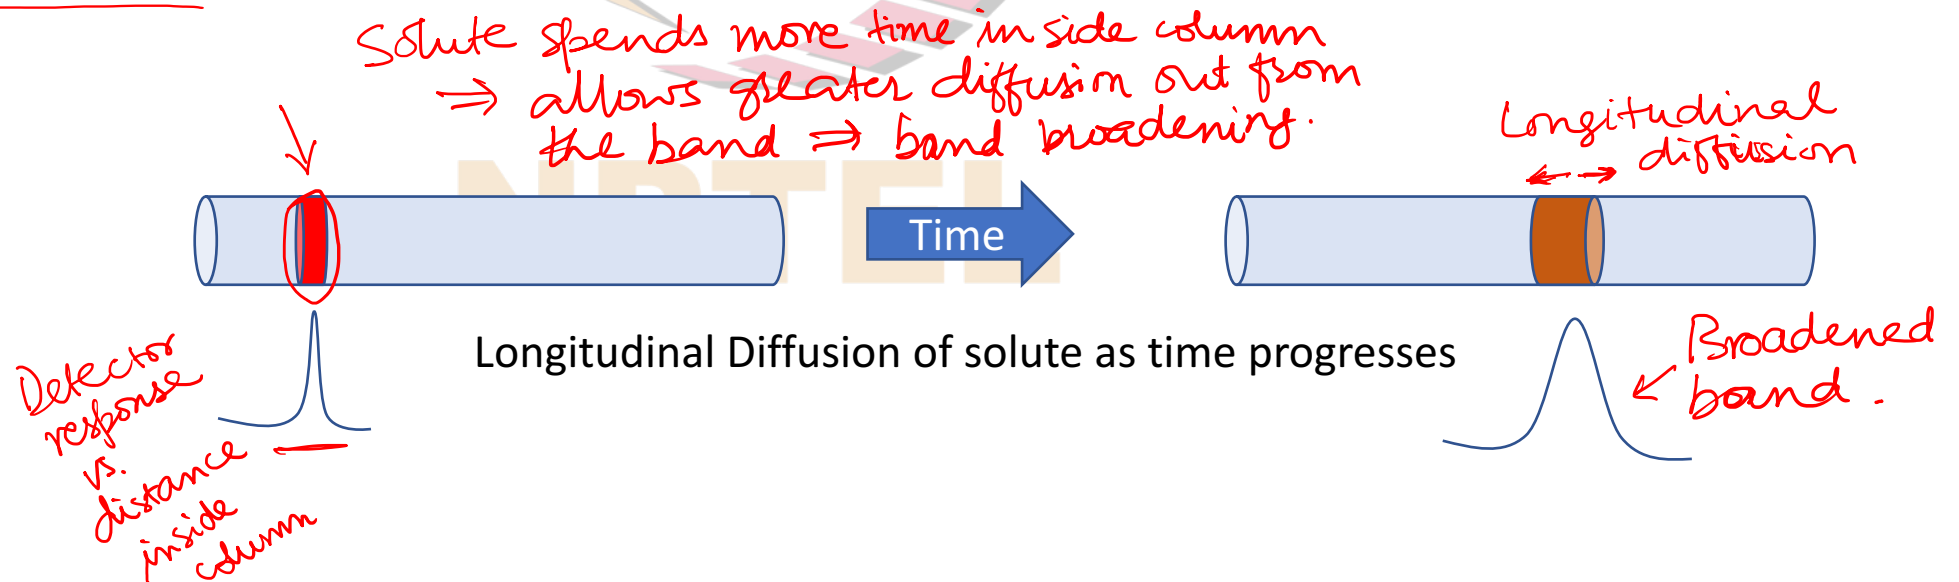 Solute spends more time inside column
⇒ allows greater diffusion out from
the band ⇒ band broadening.
Longitudinal
diffusion
NPTEL
Time
Longitudinal Diffusion of solute as time progresses
Detector
response
vs.
distance
inside
column
Broadened
band.